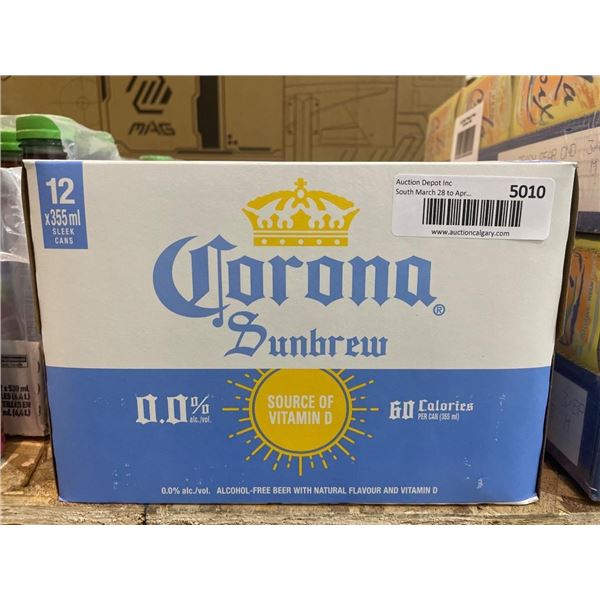 MAG
12
x355ml
SLEEK
CANS
Auction Depot Inc
South March 28 to Apr...
5010
www.auctioncalgary.com
Corona®
Sunbrew
0.0%
alc./vol.
SOURCE OF
VITAMIN D
60 Calories
PER CAN (355 ml)
0.0% alc./vol. ALCOHOL-FREE BEER WITH NATURAL FLAVOUR AND VITAMIN D